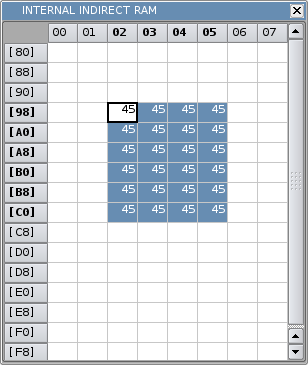 INTERNAL INDIRECT RAM
00 01 02 03 04 05 06 07
[80]
[88]
[90]
[98] 45 45 45 45
[A0] 45 45 45 45
[A8] 45 45 45 45
[B0] 45 45 45 45
[B8] 45 45 45 45
[C0] 45 45 45 45
[C8]
[D0]
[D8]
[E0]
[E8]
[F0]
[F8]